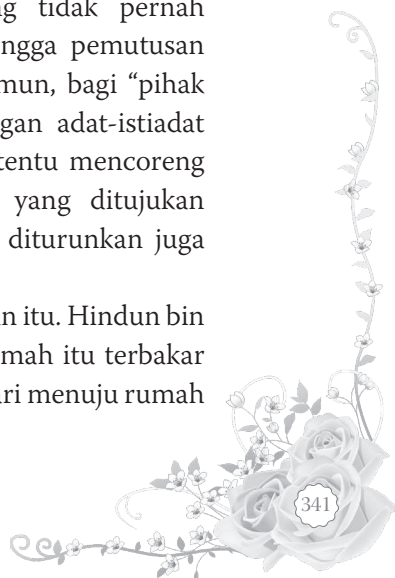 tidak pernah
ngga pemutusan
mun, bagi “pihak
gan adat-istiadat
tentu mencoreng
yang ditujukan
diturunkan juga
n itu. Hindun bin
mah itu terbakar
ari menuju rumah
341